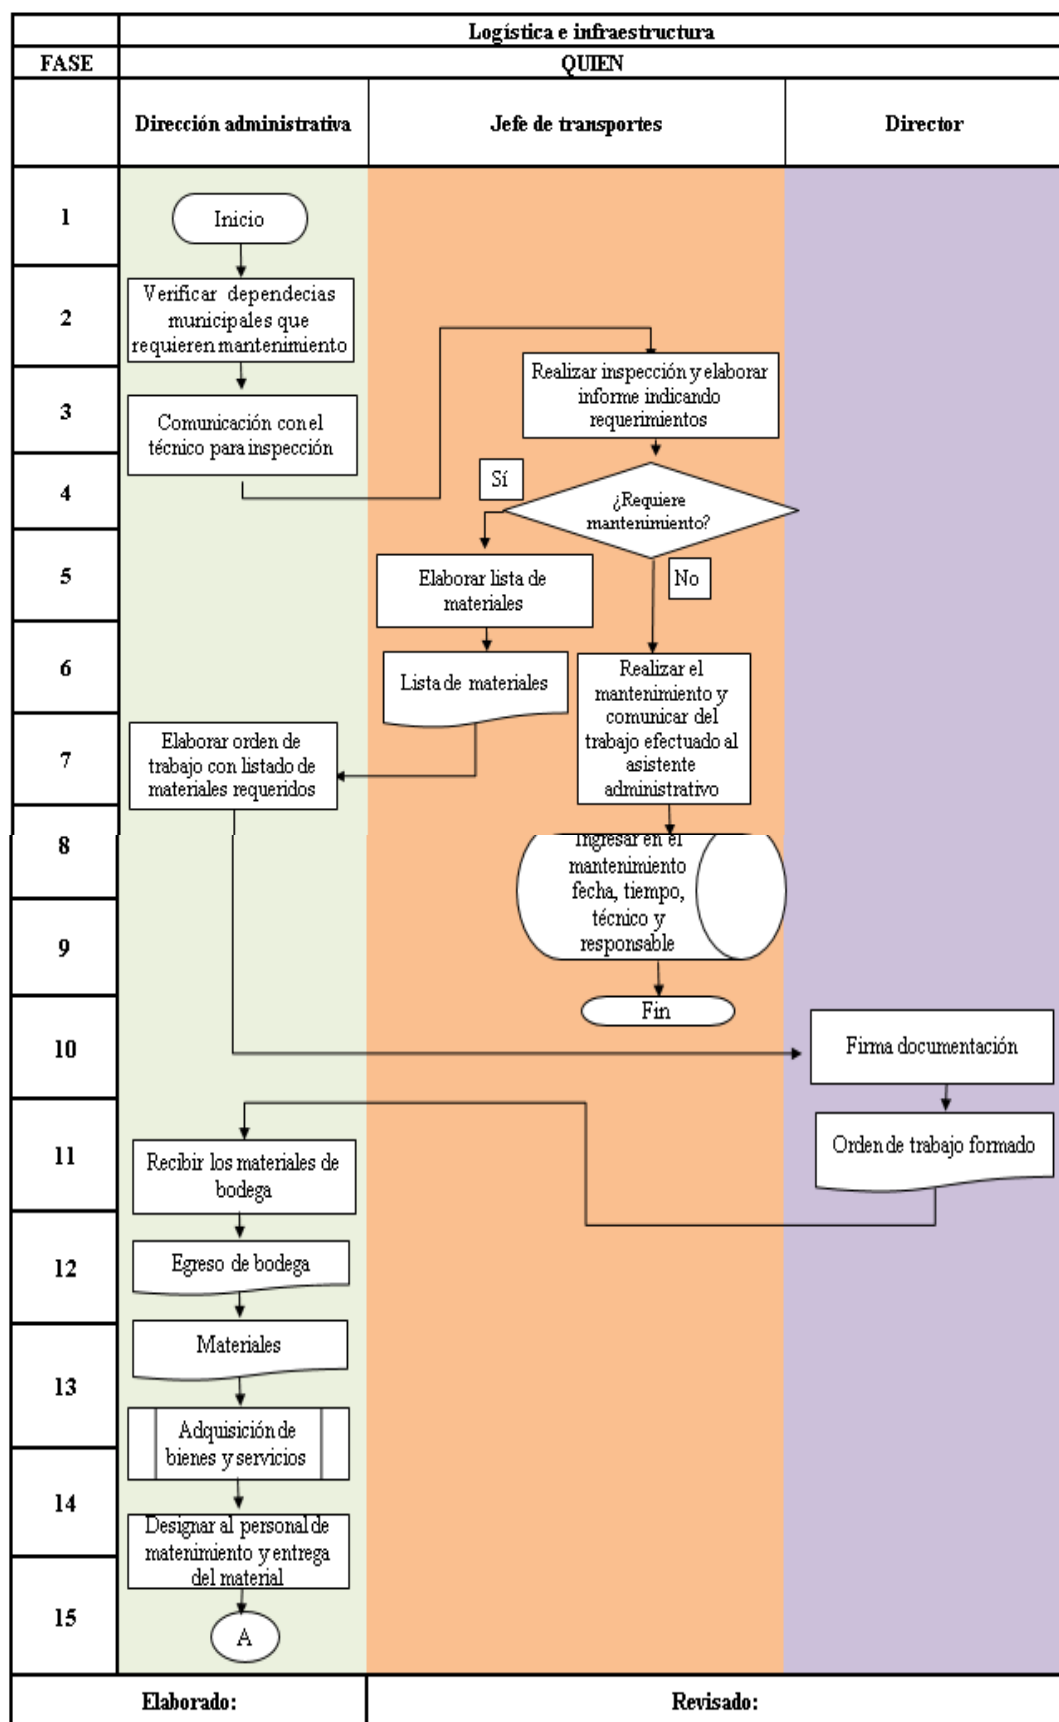 Logística e infraestructura
FASE
QUIEN
Dirección administrativa
Jefe de transportes
Director
1
Inicio
2
Verificar dependecias
municipales que
requieren mantenimiento
3
Comunicación con el
técnico para inspección
Realizar inspección y elaborar
informe indicando
requerimientos
4
Sí
¿Requiere
mantenimiento?
5
Elaborar lista de
materiales
No
6
Lista de materiales
Realizar el
mantenimiento y
comunicar del
trabajo efectuado al
asistente
administrativo
7
Elaborar orden de
trabajo con listado de
materiales requeridos
8
Ingresar en el
mantenimiento
fecha, tiempo,
técnico y
responsable
9
Fin
10
Firma documentación
11
Orden de trabajo formado
Recibir los materiales de
bodega
12
Egreso de bodega
13
Materiales
Adquisición de
bienes y servicios
14
Designar al personal de
matenimiento y entrega
del material
15
A
Elaborado:
Revisado: